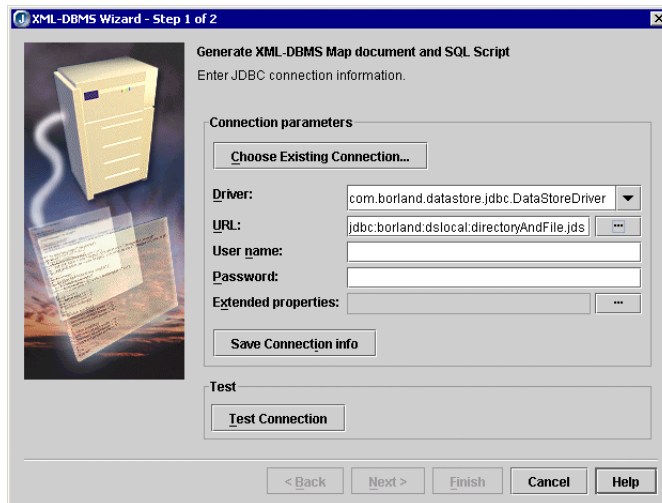 XML-DBMS Wizard - Step 1 of 2
Generate XML-DBMS Map document and SQL Script
Enter JDBC connection information.
Connection parameters
Choose Existing Connection...
Driver: com.borland.datastore.jdbc.DataStoreDriver
URL: jdbc:borland:dslocal:directoryAndFile.jds ...
User name:
Password:
Extended properties: ...
Save Connection info
Test
Test Connection
< Back Next > Finish Cancel Help